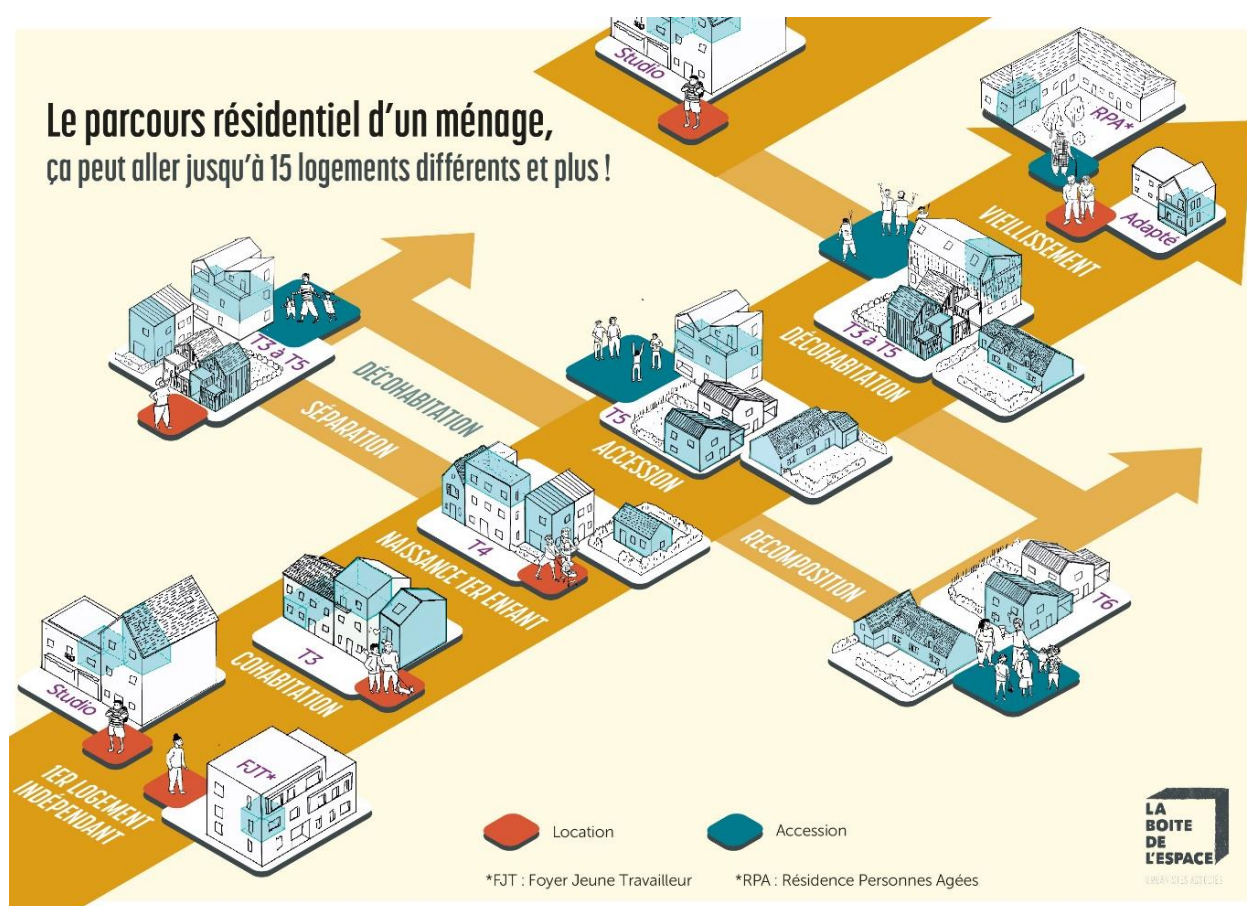 Le parcours résidentiel d'un ménage,
ça peut aller jusqu'à 15 logements différents et plus !
Studio
RPA*
Adapté
VIEILLISSEMENT
T3 à T5
DÉCOHABITATION
T3 à T5
DÉCOHABITATION
SÉPARATION
T5
ACCESSION
T4
NAISSANCE 1ER ENFANT
RECOMPOSITION
T6
T3
COHABITATION
Studio
FJT*
1ER LOGEMENT
INDÉPENDANT
Location
Accession
*FJT : Foyer Jeune Travailleur
*RPA : Résidence Personnes Agées
LA
BOITE
DE
L'ESPACE